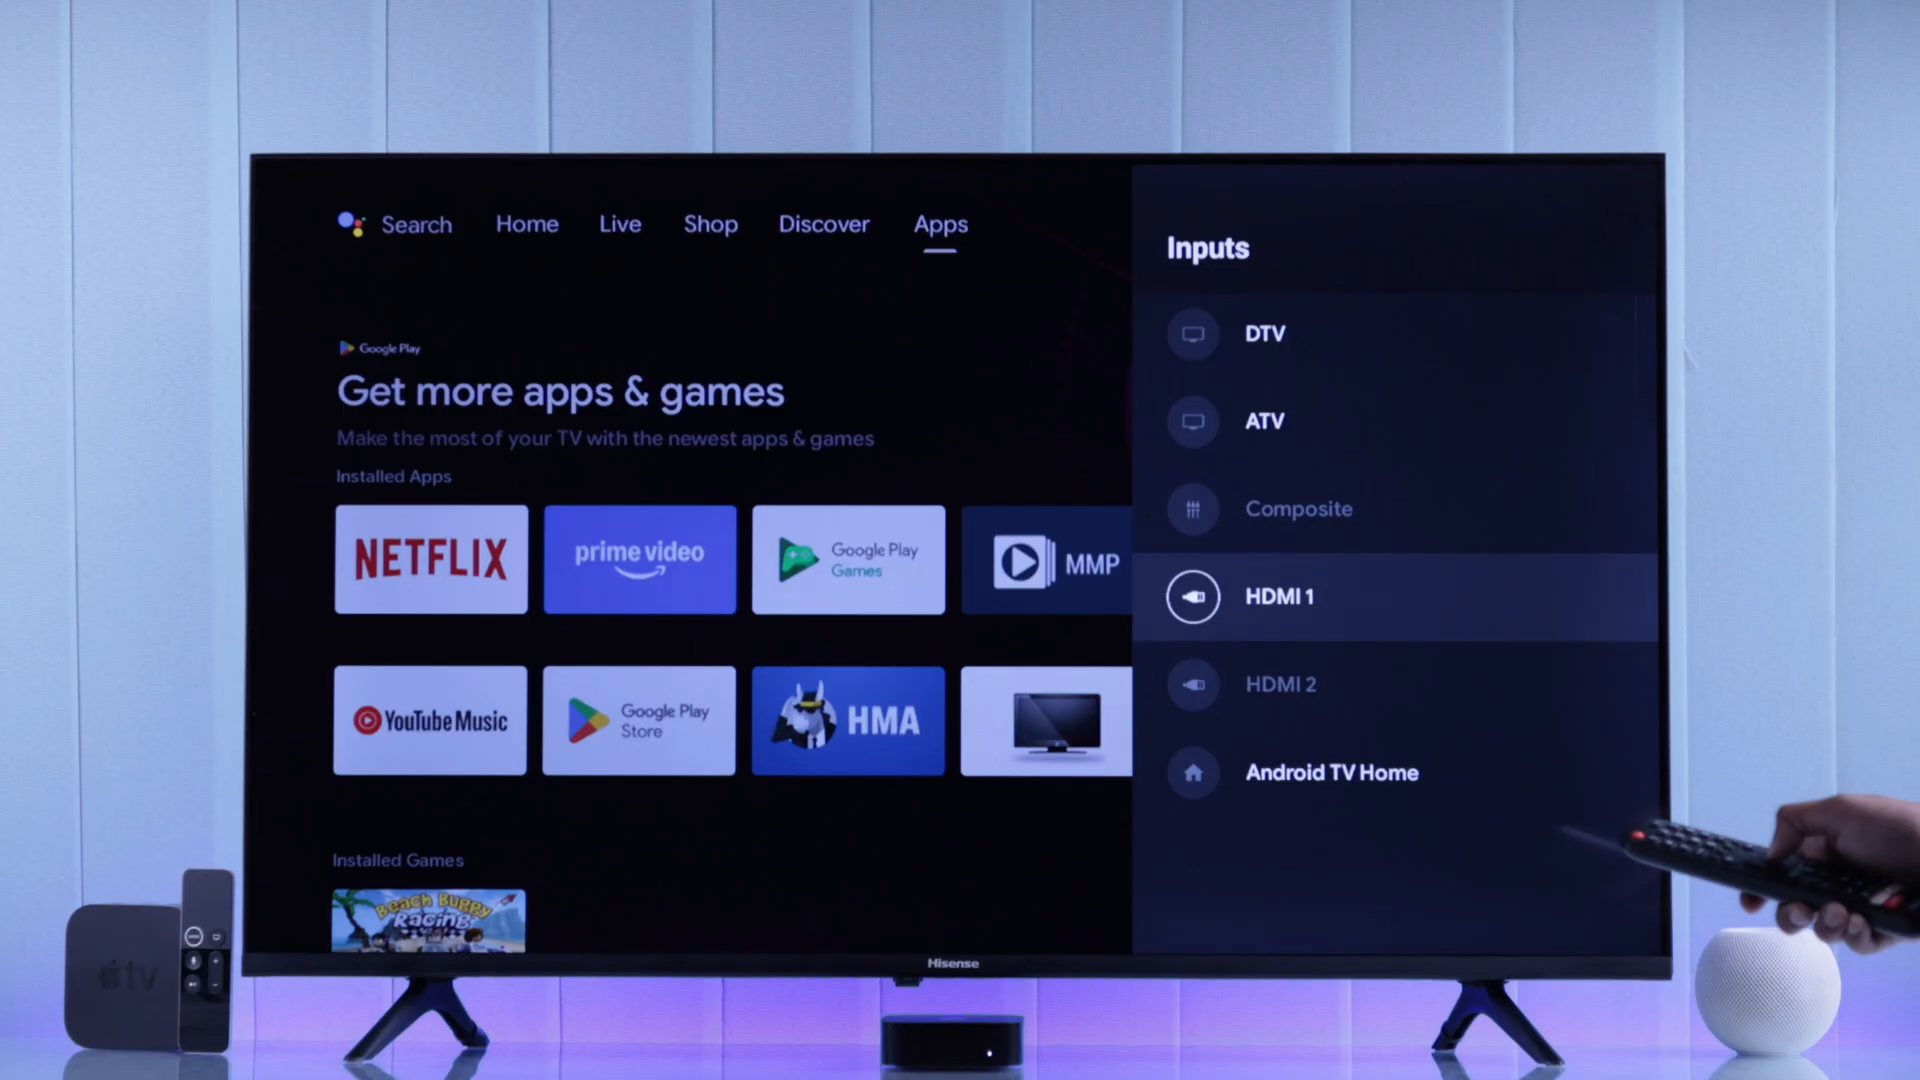 Search Home Live Shop Discover Apps
Google Play
Get more apps & games
Make the most of your TV with the newest apps & games
Installed Apps
NETFLIX
prime video
Google Play
Games
MMP
YouTube Music
Google Play
Store
HMA
Installed Games
Beach Buggy
Racing
Inputs
DTV
ATV
Composite
HDMI 1
HDMI 2
Android TV Home
Hisense
tv